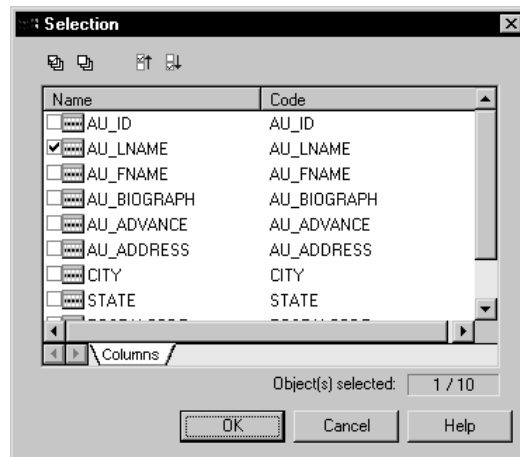 Selection
Name Code
AU_ID AU_ID
AU_LNAME AU_LNAME
AU_FNAME AU_FNAME
AU_BIOGRAPH AU_BIOGRAPH
AU_ADVANCE AU_ADVANCE
AU_ADDRESS AU_ADDRESS
CITY CITY
STATE STATE
Columns
Object(s) selected: 1 / 10
OK Cancel Help